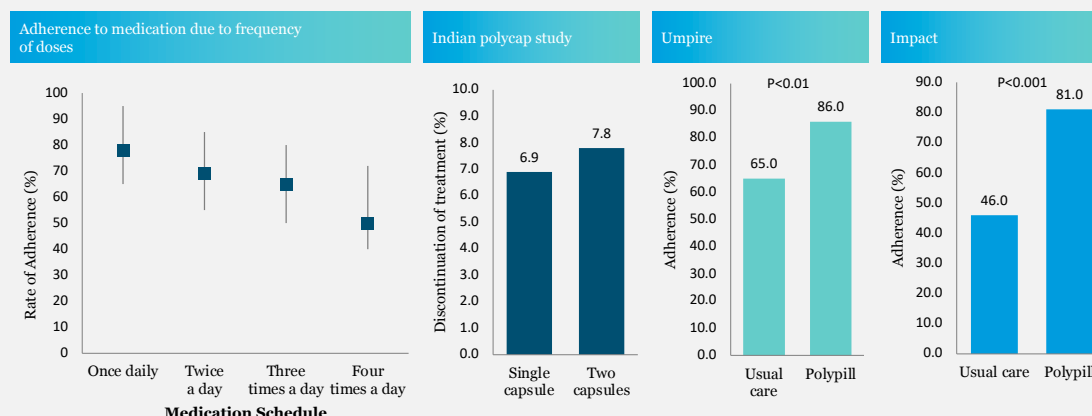 Adherence to medication due to frequency
of doses
Rate of Adherence (%)
100
90
80
70
60
50
40
30
20
10
0
Once daily
Twice
a day
Three
times a day
Four
times a day
Medication Schedule
Indian polycap study
Discontinuation of treatment (%)
10.0
9.0
8.0
7.0
6.0
5.0
4.0
3.0
2.0
1.0
0.0
6.9
7.8
Single
capsule
Two
capsules
Umpire
Adherence (%)
100.0
90.0
80.0
70.0
60.0
50.0
40.0
30.0
20.0
10.0
0.0
P<0.01
65.0
86.0
Usual
care
Polypill
Impact
Adherence (%)
90.0
80.0
70.0
60.0
50.0
40.0
30.0
20.0
10.0
0.0
P<0.001
46.0
81.0
Usual care
Polypill